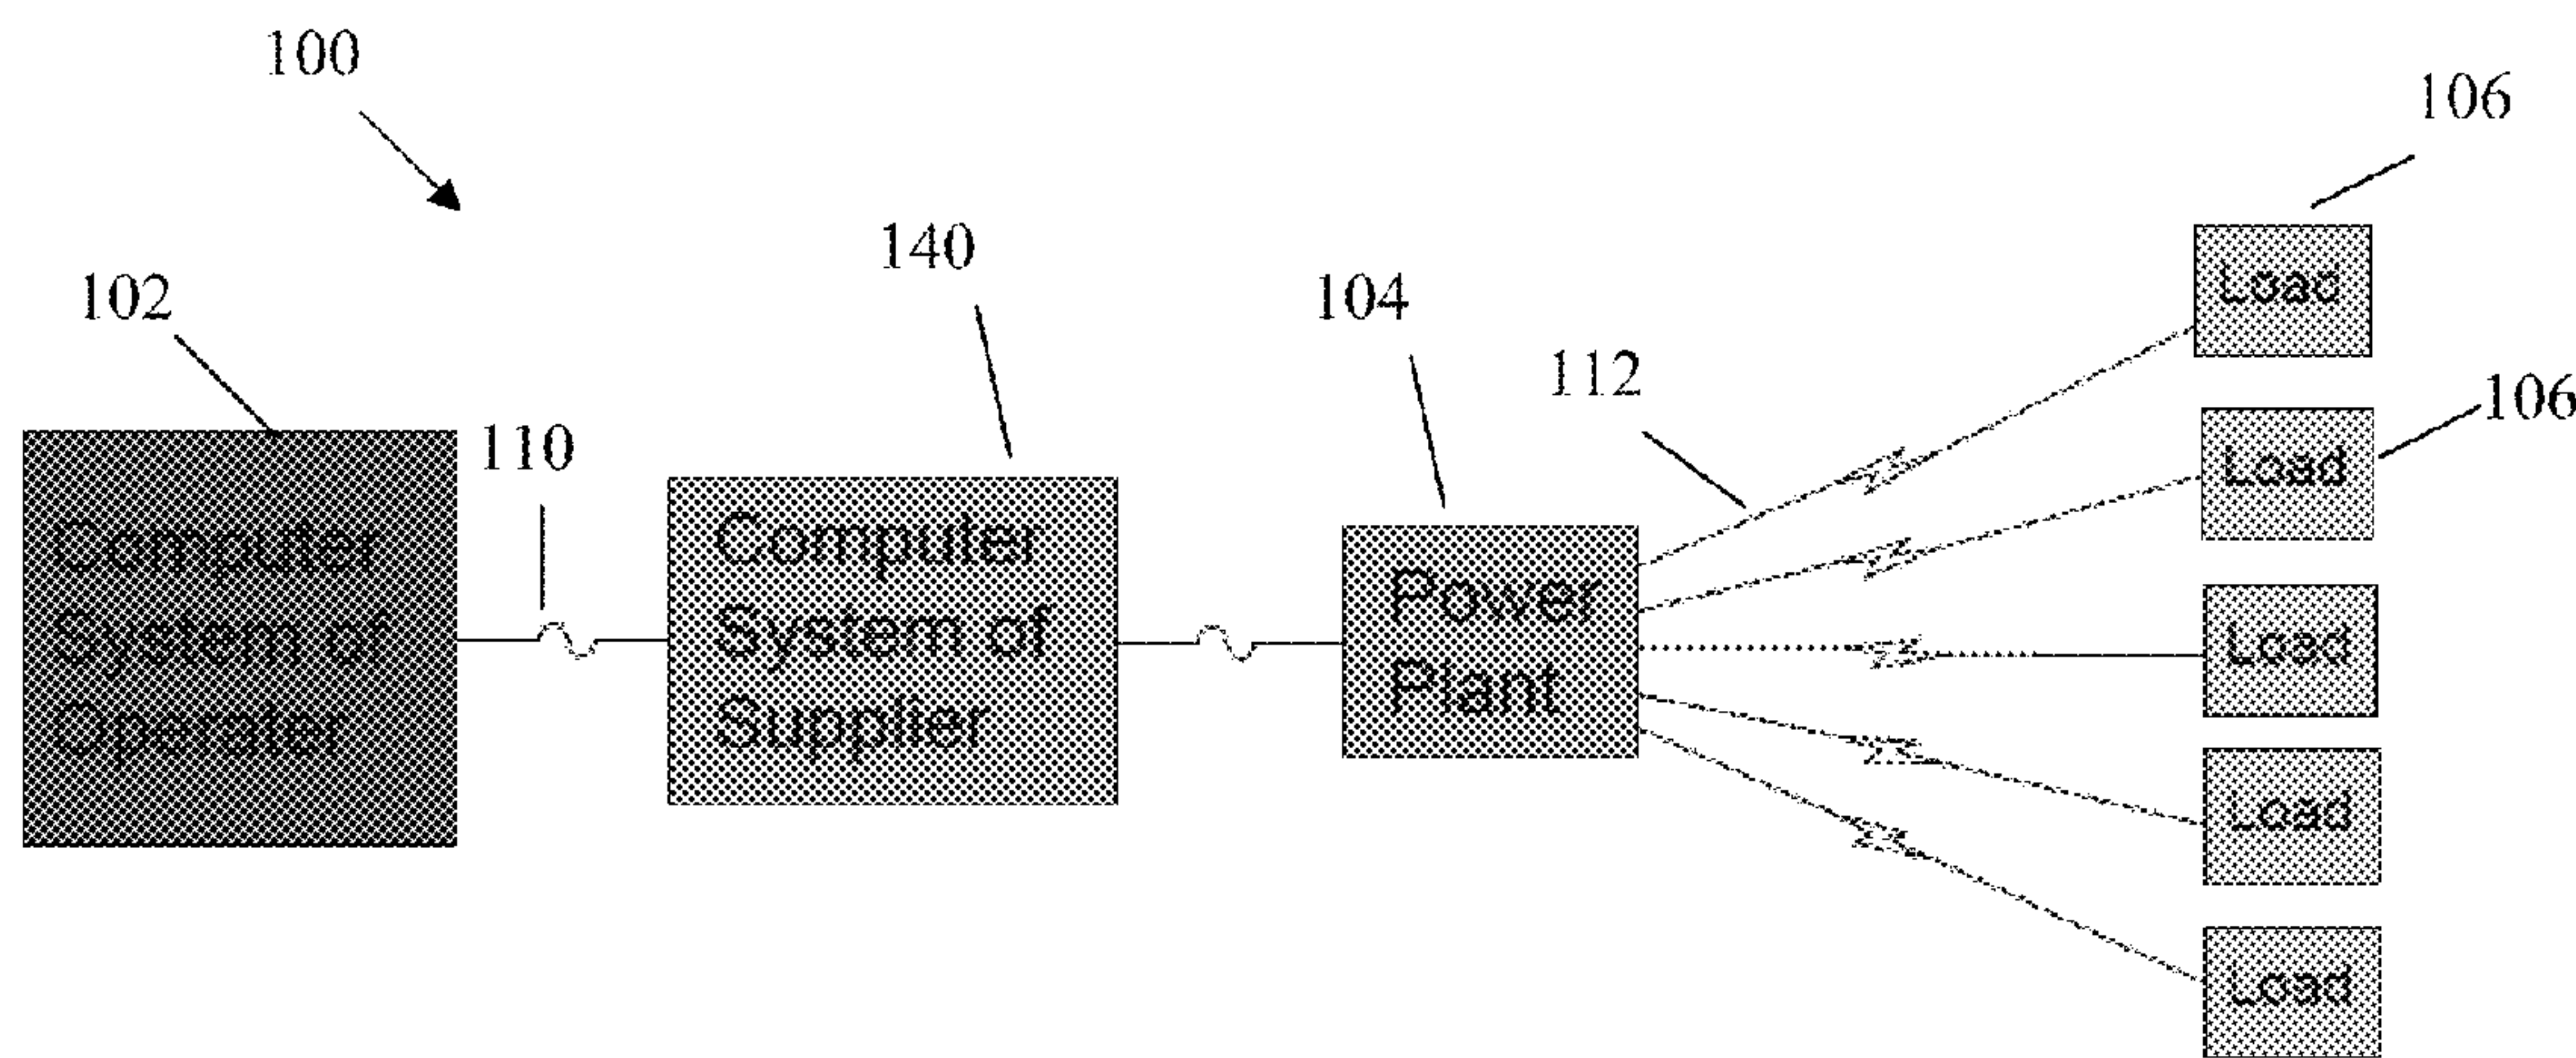 100
106
140
102
104
Load
112
106
110
Load
Computer
System of
Operater
Computer
System of
Supplier
Power
Plant
Load
Load
Load